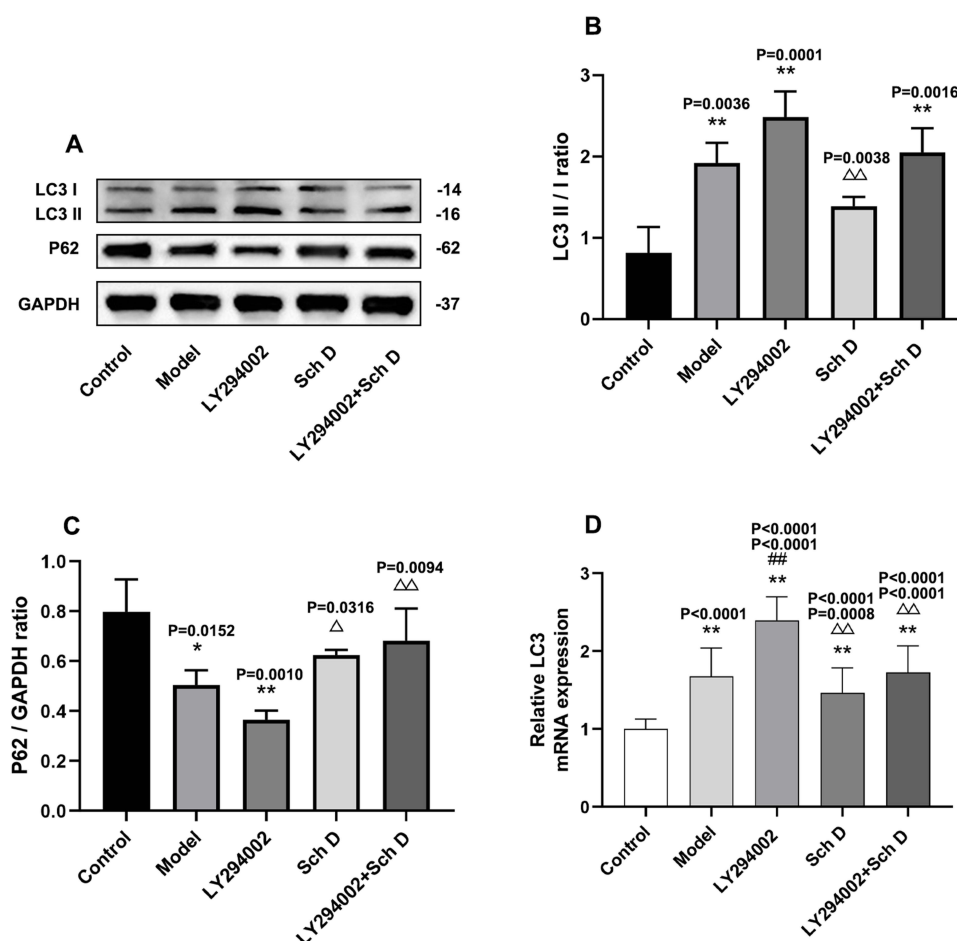 A
LC3 I
-14
LC3 II
-16
P62
-62
GAPDH
-37
Control
Model
LY294002
Sch D
LY294002+Sch D
B
LC3 II / I ratio
3
2
1
0
P=0.0036
**
P=0.0001
**
P=0.0038
△△
P=0.0016
**
Control
Model
LY294002
Sch D
LY294002+Sch D
C
P62 / GAPDH ratio
1.0
0.8
0.6
0.4
0.2
0.0
P=0.0152
*
P=0.0010
**
P=0.0316
△
P=0.0094
△△
Control
Model
LY294002
Sch D
LY294002+Sch D
D
Relative LC3
mRNA expression
3
2
1
0
P<0.0001
**
P<0.0001
P<0.0001
##
**
P<0.0001
P=0.0008
△△
**
P<0.0001
P<0.0001
△△
**
Control
Model
LY294002
Sch D
LY294002+Sch D